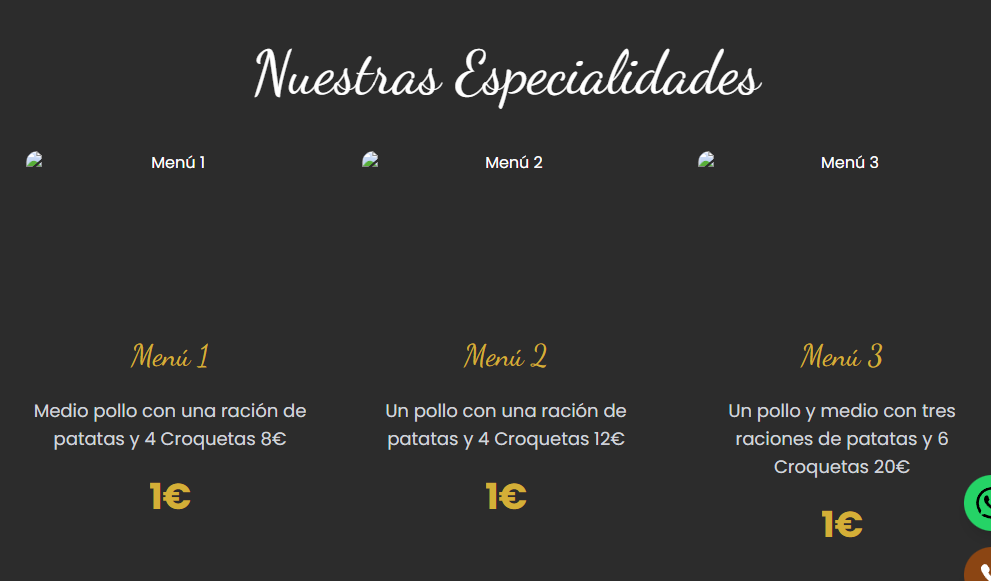 Nuestras Especialidades
Menú 1
Menú 2
Menú 3
Menú 1
Medio pollo con una ración de
patatas y 4 Croquetas 8€
1€
Menú 2
Un pollo con una ración de
patatas y 4 Croquetas 12€
1€
Menú 3
Un pollo y medio con tres
raciones de patatas y 6
Croquetas 20€
1€